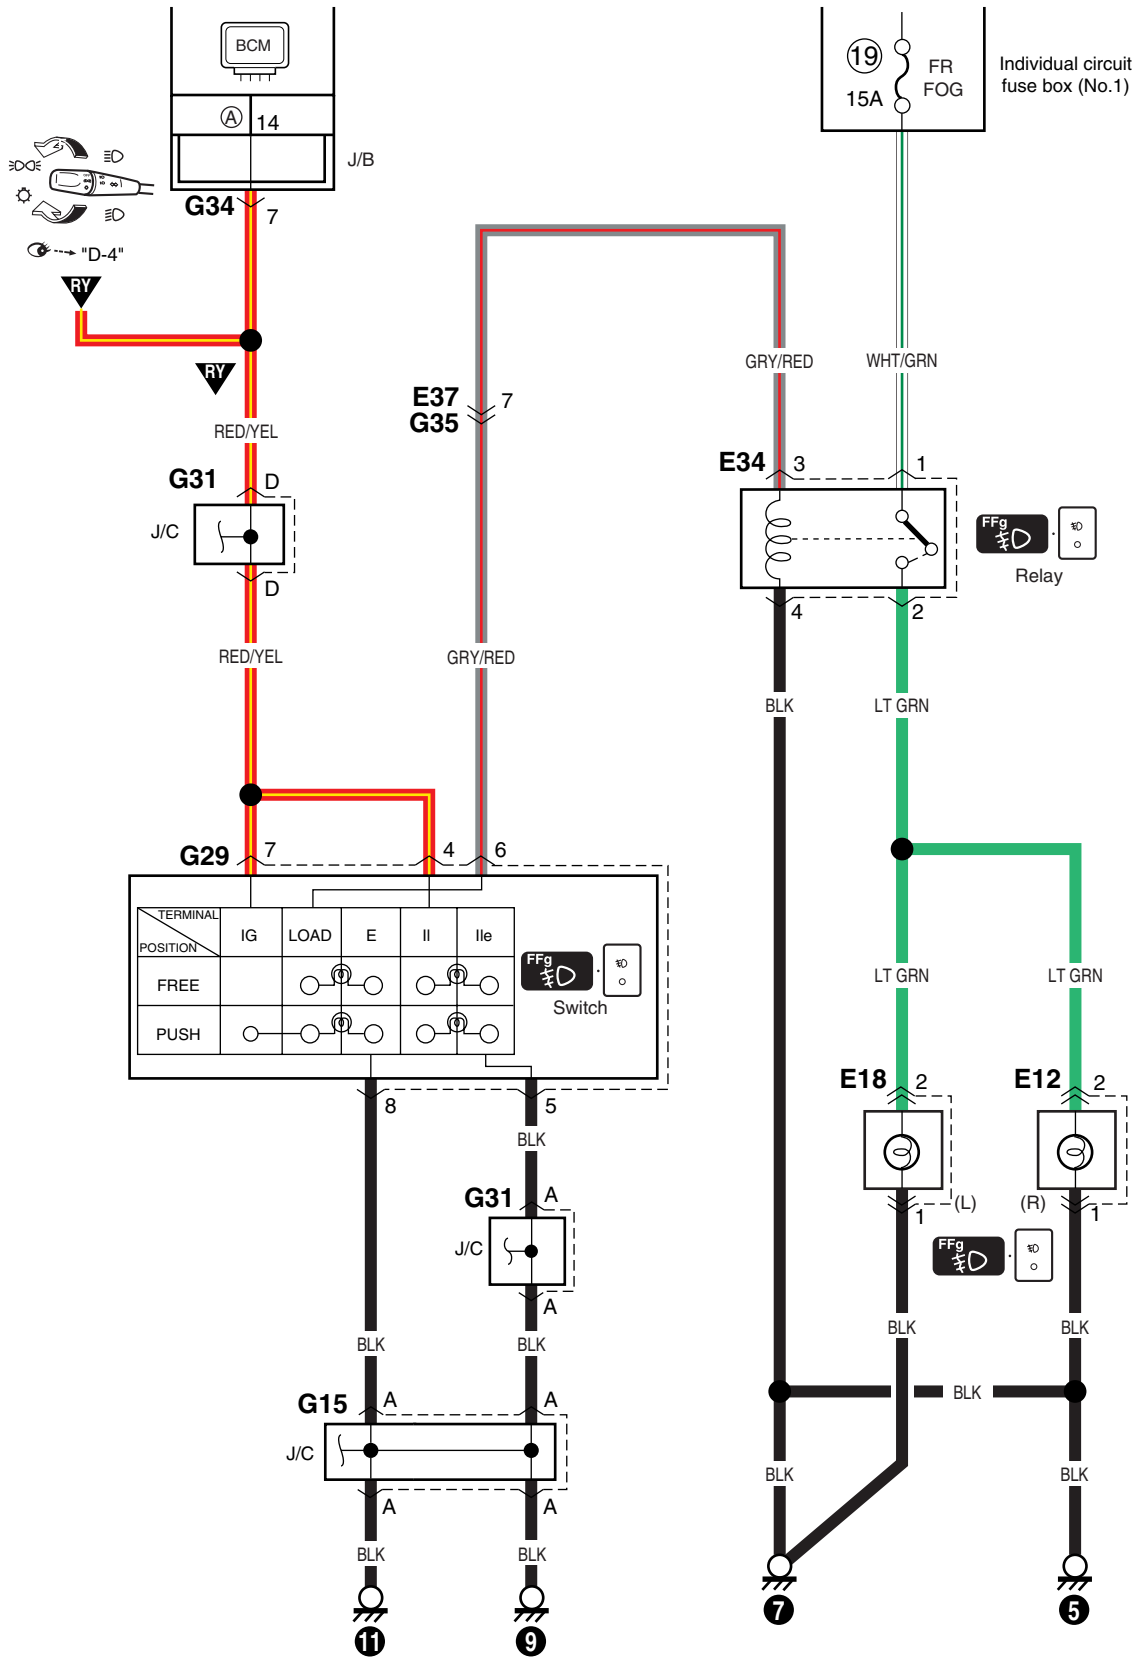 BCM
A 14
J/B
19
15A
FR
FOG
Individual circuit
fuse box (No.1)
G34 7
"D-4"
RY
RY
RED/YEL
G31 D
J/C
D
RED/YEL
E37 7
G35
GRY/RED
GRY/RED
WHT/GRN
E34 3 1
FFg
Relay
4 2
BLK
LT GRN
G29 7 4 6
TERMINAL
POSITION
IG LOAD E II IIe
FREE
PUSH
FFg
Switch
8 5
BLK
LT GRN
LT GRN
E18 2
E12 2
(L)
(R)
1 1
FFg
G31 A
J/C
A
BLK
BLK
BLK
BLK
BLK
G15 A A
J/C
A A
BLK
BLK
BLK
BLK
11
9
7
5